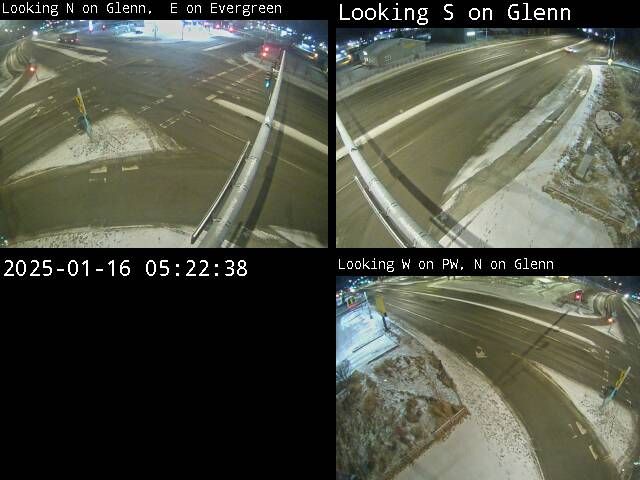 Looking N on Glenn,  E on Evergreen
Looking S on Glenn
2025-01-16 05:22:38
Looking W on PW, N on Glenn